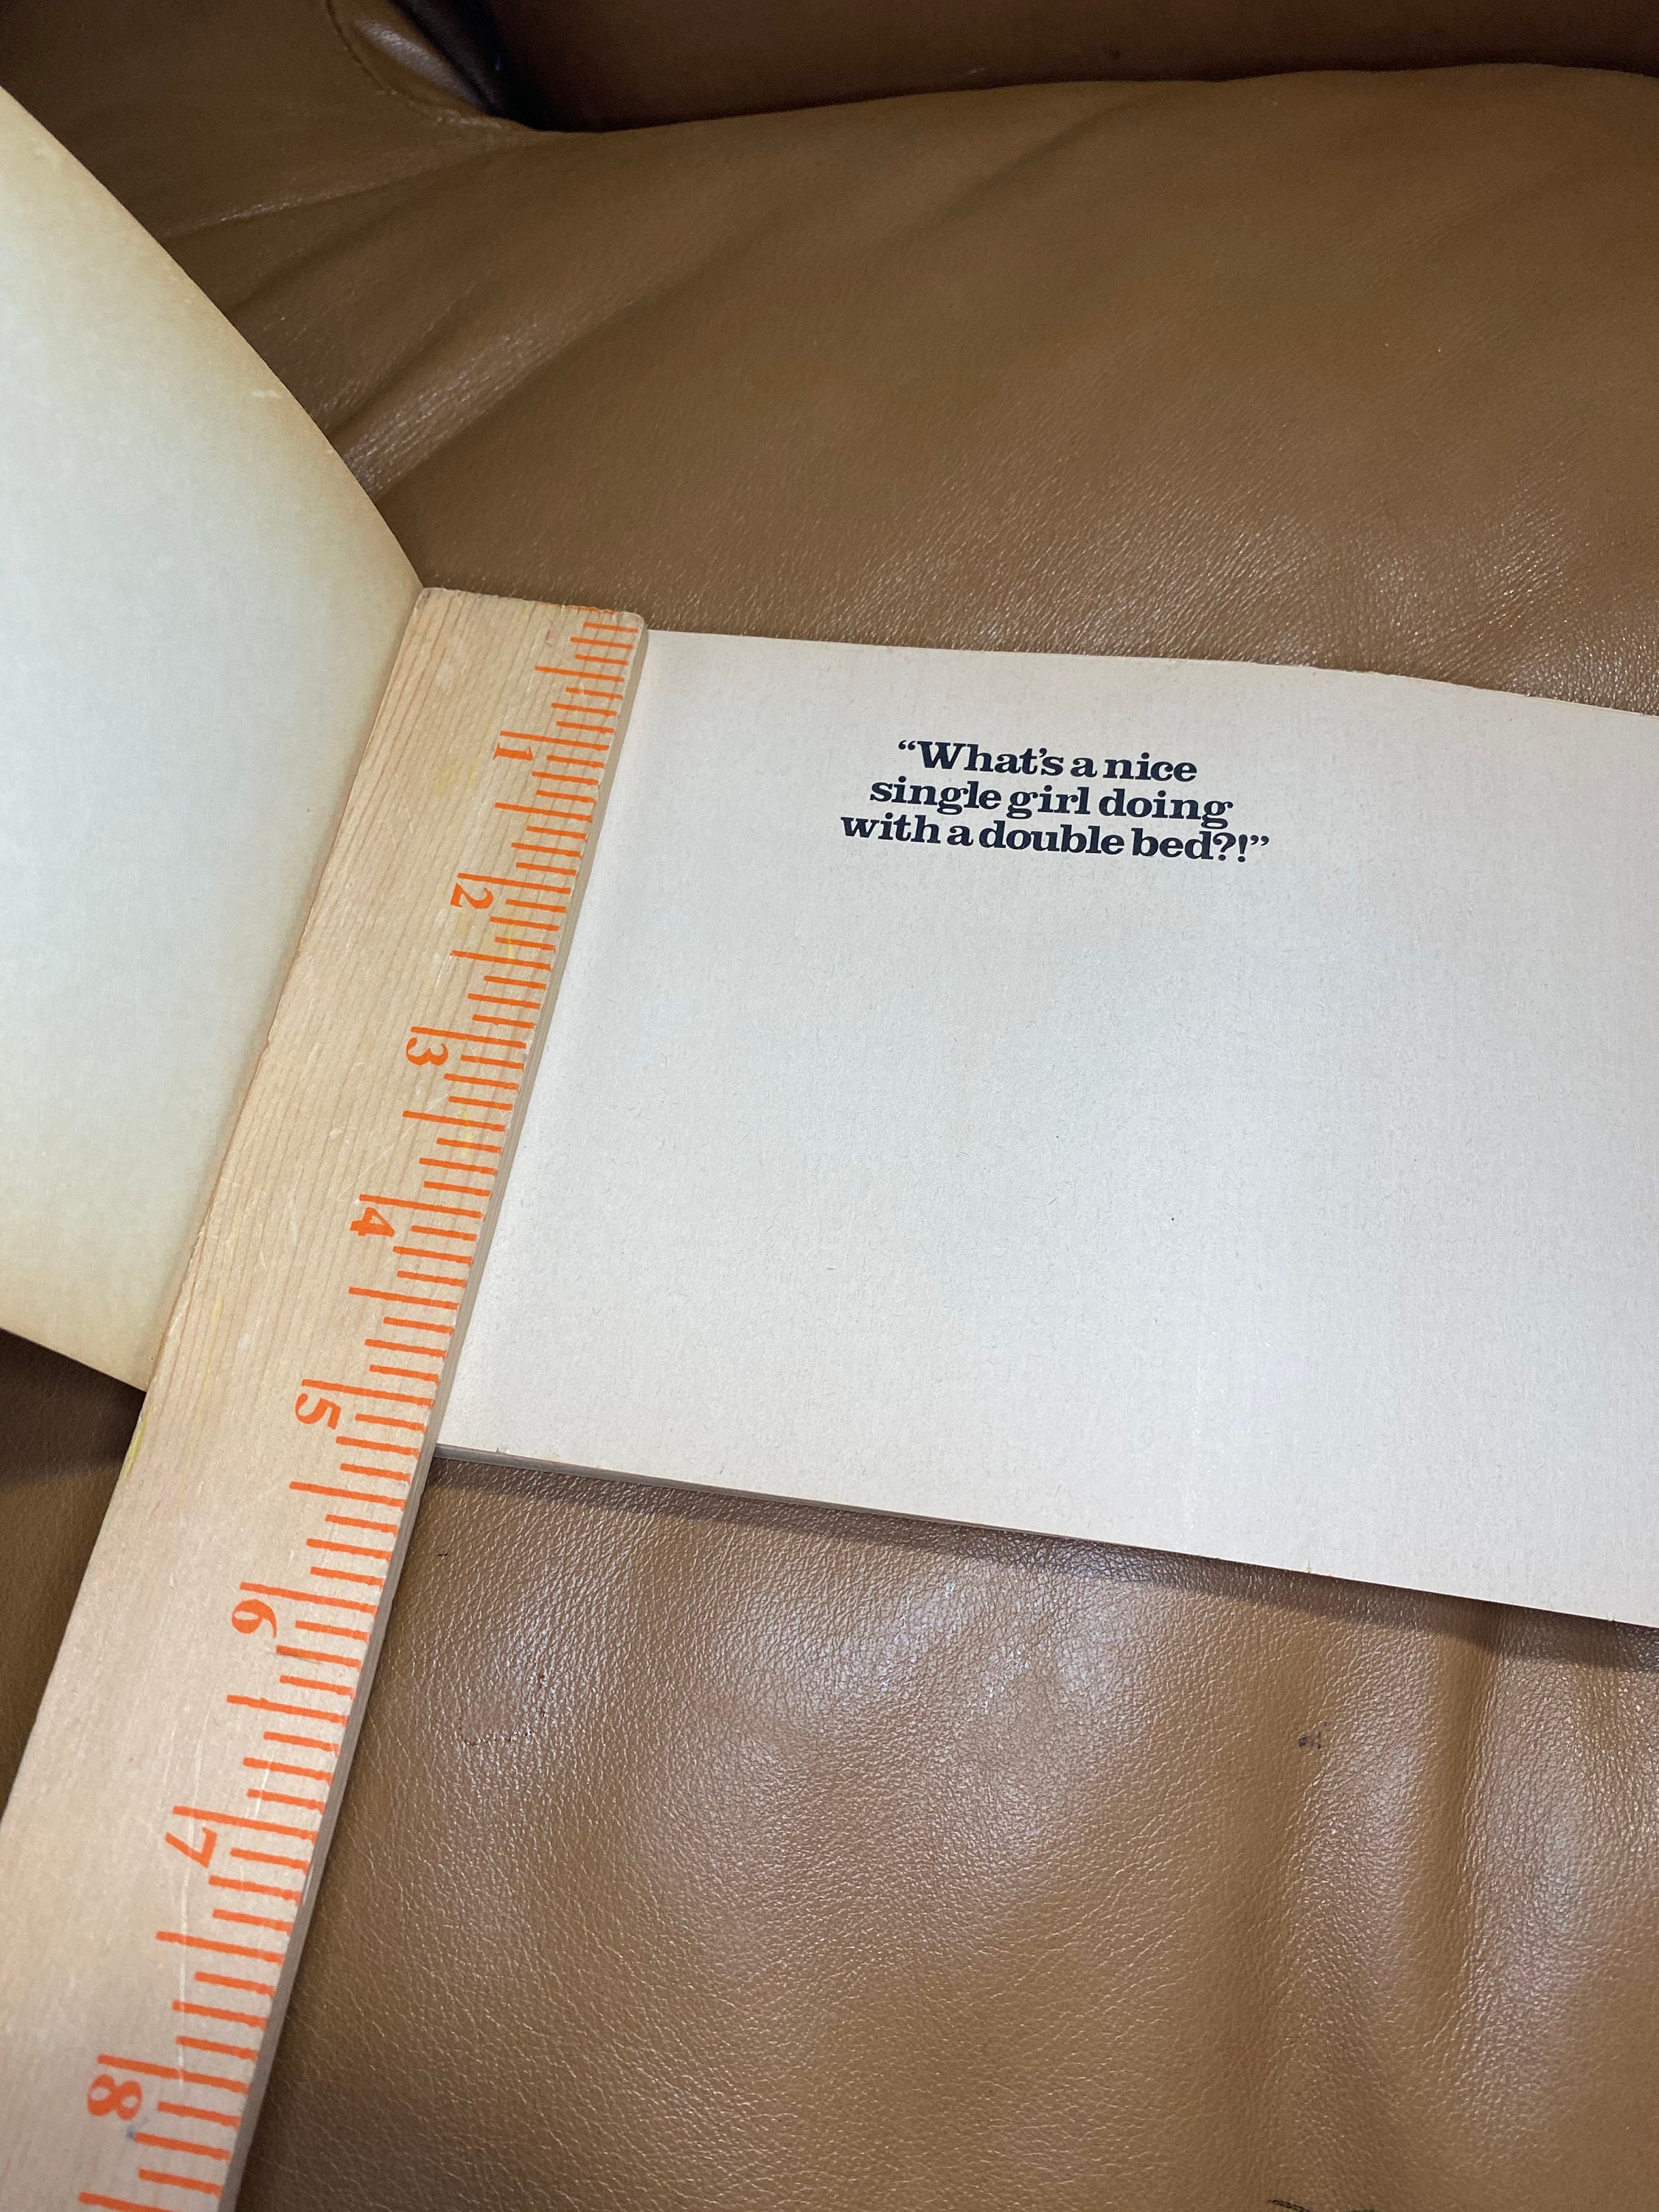 “What’s a nice
single girl doing
with a double bed?!”
1
2
3
4
5
6
7
8